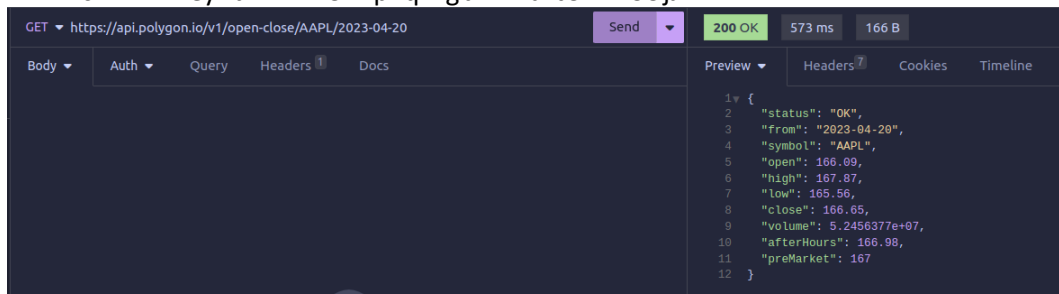 GET https://api.polygon.io/v1/open-close/AAPL/2023-04-20 Send
200 OK 573 ms 166 B
Body Auth Query Headers 1 Docs
Preview Headers 7 Cookies Timeline
1 {
2 "status": "OK",
3 "from": "2023-04-20",
4 "symbol": "AAPL",
5 "open": 166.09,
6 "high": 167.87,
7 "low": 165.56,
8 "close": 166.65,
9 "volume": 5.2456377e+07,
10 "afterHours": 166.98,
11 "preMarket": 167
12 }